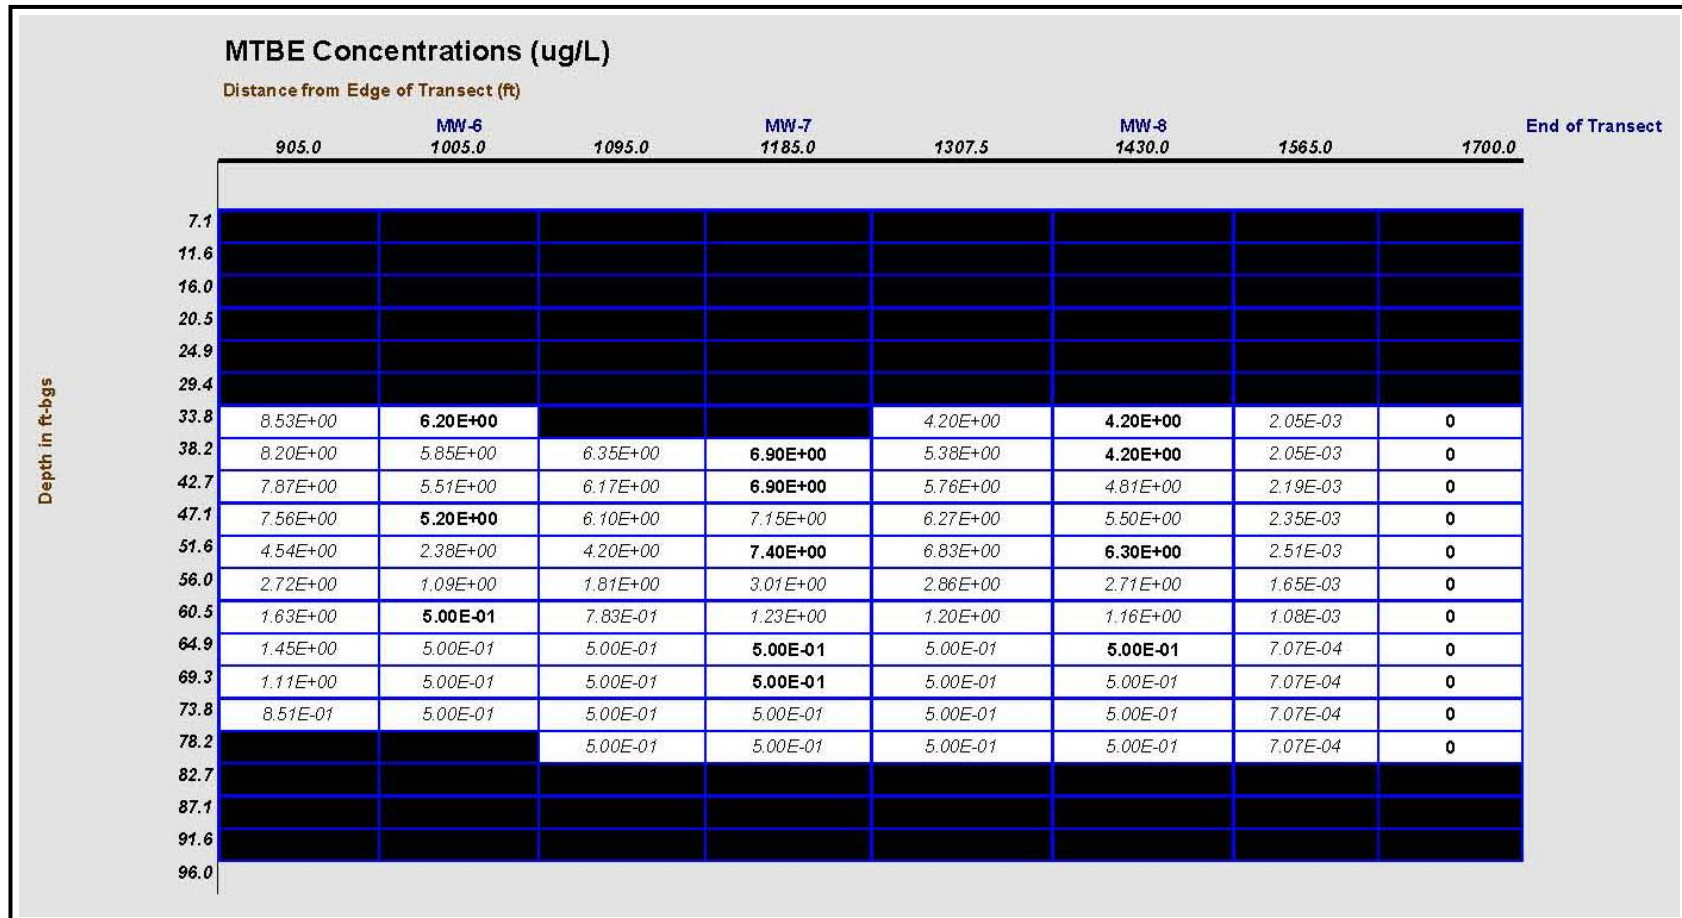 MTBE Concentrations (ug/L)
Distance from Edge of Transect (ft)
MW-6 MW-7 MW-8 End of Transect
905.0 1005.0 1095.0 1185.0 1307.5 1430.0 1565.0 1700.0
Depth in ft-bgs
7.1
11.6
16.0
20.5
24.9
29.4
33.8 8.53E+00 6.20E+00 4.20E+00 4.20E+00 2.05E-03 0
38.2 8.20E+00 5.85E+00 6.35E+00 6.90E+00 5.38E+00 4.20E+00 2.05E-03 0
42.7 7.87E+00 5.51E+00 6.17E+00 6.90E+00 5.76E+00 4.81E+00 2.19E-03 0
47.1 7.56E+00 5.20E+00 6.10E+00 7.15E+00 6.27E+00 5.50E+00 2.35E-03 0
51.6 4.54E+00 2.38E+00 4.20E+00 7.40E+00 6.83E+00 6.30E+00 2.51E-03 0
56.0 2.72E+00 1.09E+00 1.81E+00 3.01E+00 2.86E+00 2.71E+00 1.65E-03 0
60.5 1.63E+00 5.00E-01 7.83E-01 1.23E+00 1.20E+00 1.16E+00 1.08E-03 0
64.9 1.45E+00 5.00E-01 5.00E-01 5.00E-01 5.00E-01 5.00E-01 7.07E-04 0
69.3 1.11E+00 5.00E-01 5.00E-01 5.00E-01 5.00E-01 5.00E-01 7.07E-04 0
73.8 8.51E-01 5.00E-01 5.00E-01 5.00E-01 5.00E-01 5.00E-01 7.07E-04 0
78.2 5.00E-01 5.00E-01 5.00E-01 5.00E-01 7.07E-04 0
82.7
87.1
91.6
96.0